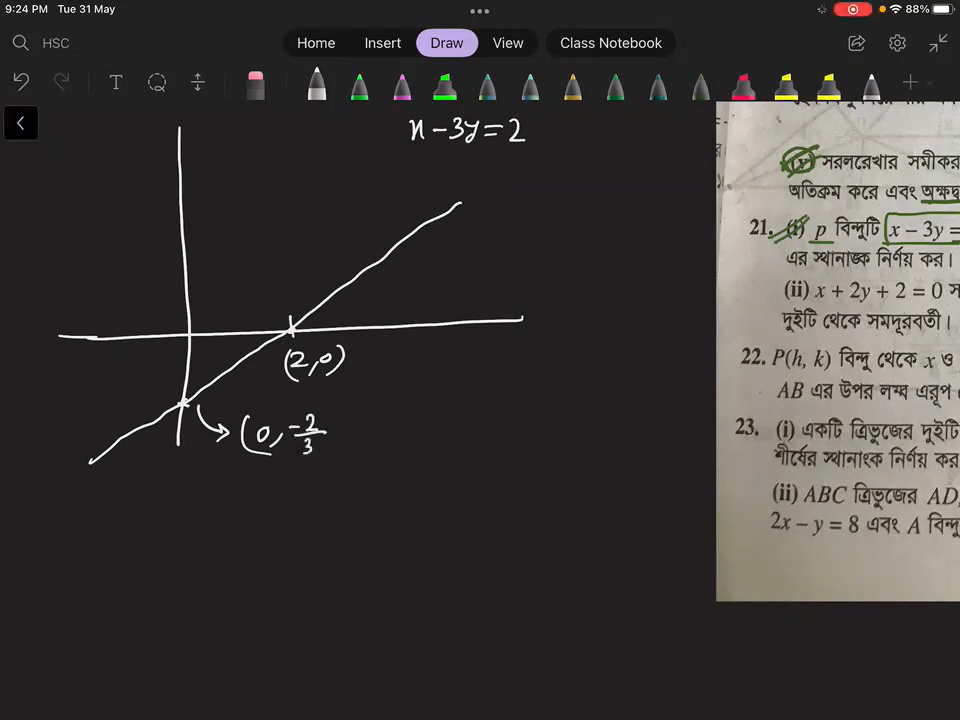 9:24 PM Tue 31 May
88%
HSC
Home Insert Draw View Class Notebook
T
x - 3y = 2
(2,0)
(0, -2/3
(v) সরলরেখার সমীকর
অতিক্রম করে এবং অক্ষদ্ব
21. (i) p বিন্দুটি x – 3y =
এর স্থানাঙ্ক নির্ণয় কর।
(ii) x + 2y + 2 = 0 স
দুইটি থেকে সমদূরবর্তী।
22. P(h, k) বিন্দু থেকে x ও
AB এর উপর লম্ব এরূপ
23. (i) একটি ত্রিভুজের দুইটি
শীর্ষের স্থানাংক নির্ণয় কর
(ii) ABC ত্রিভুজের AD,
2x – y = 8 এবং A বিন্দু